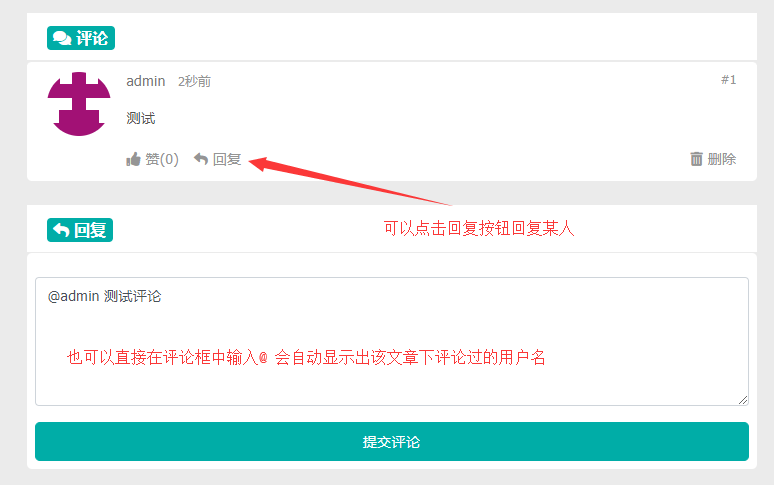 评论
admin 2秒前 #1
测试
赞(0) 回复 删除
回复
可以点击回复按钮回复某人
@admin 测试评论
也可以直接在评论框中输入@ 会自动显示出该文章下评论过的用户名
提交评论